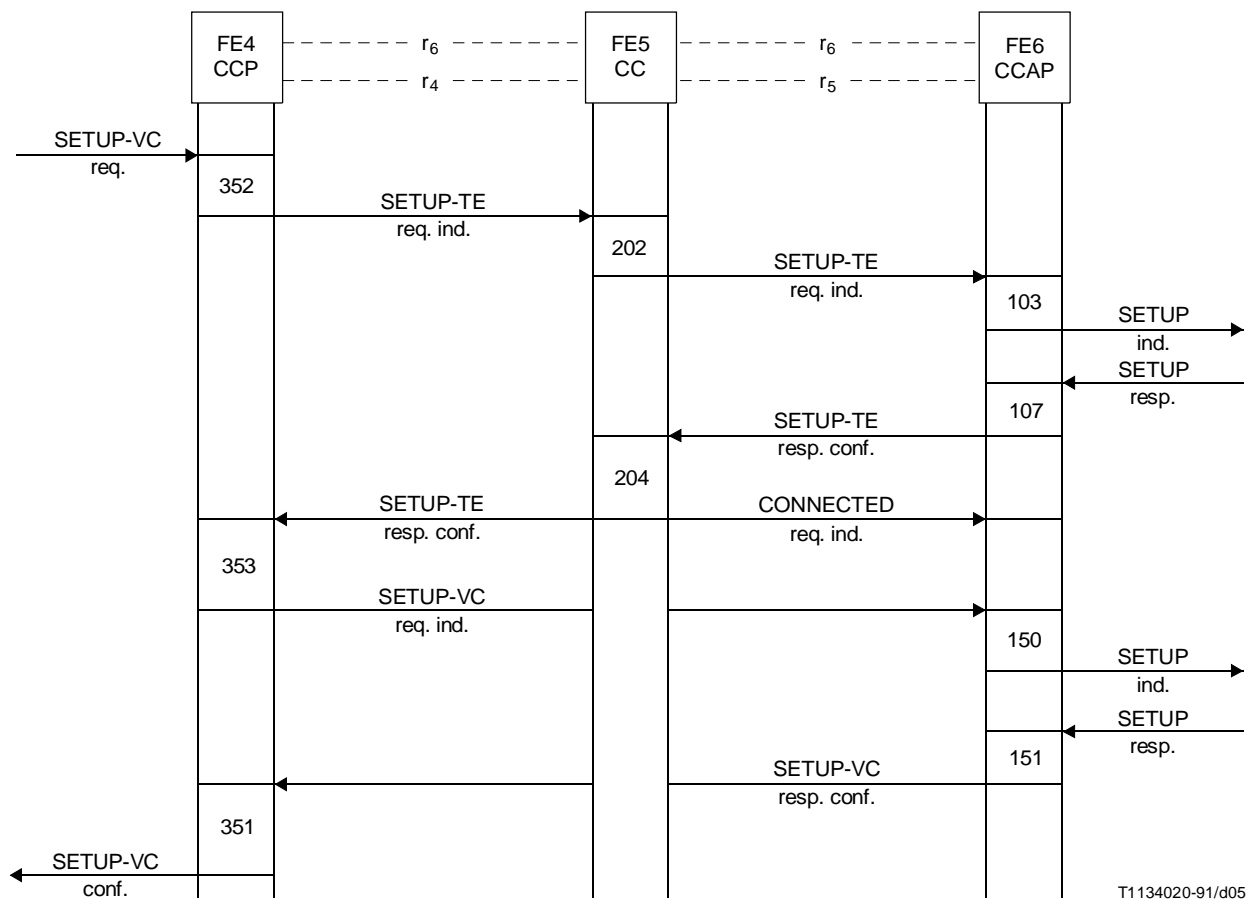 FE4
CCP
r6
r4
FE5
CC
r6
r5
FE6
CCAP
SETUP-VC
req.
352
SETUP-TE
req. ind.
202
SETUP-TE
req. ind.
103
SETUP
ind.
SETUP
resp.
107
SETUP-TE
resp. conf.
204
SETUP-TE
resp. conf.
CONNECTED
req. ind.
353
SETUP-VC
req. ind.
150
SETUP
ind.
SETUP
resp.
151
SETUP-VC
resp. conf.
351
SETUP-VC
conf.
T1134020-91/d05